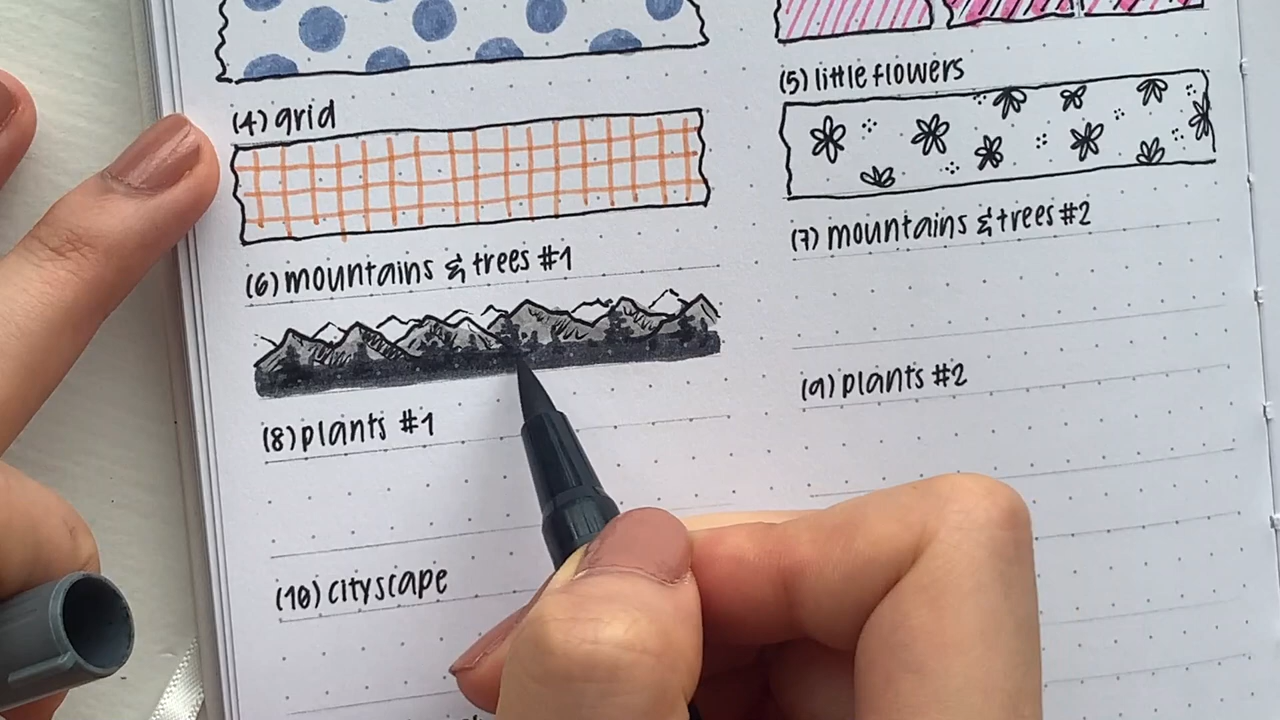 (4) grid
(5) little flowers
(6) mountains & trees #1
(7) mountains & trees #2
(8) plants #1
(9) plants #2
(10) cityscape